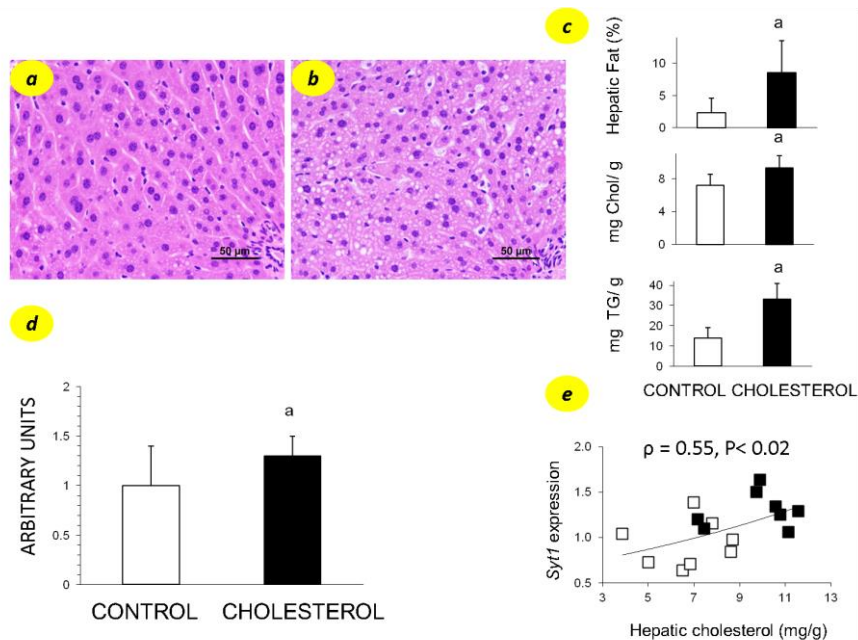 a
50 µm
b
50 µm
c
Hepatic Fat (%)
10
5
0
a
mg Chol/ g
8
4
0
a
mg TG/ g
40
30
20
10
0
a
CONTROL CHOLESTEROL
d
ARBITRARY UNITS
2
1.5
1
0.5
0
a
CONTROL CHOLESTEROL
e
ρ = 0.55, P< 0.02
Syt1 expression
2.0
1.5
1.0
0.5
3 5 7 9 11 13
Hepatic cholesterol (mg/g)